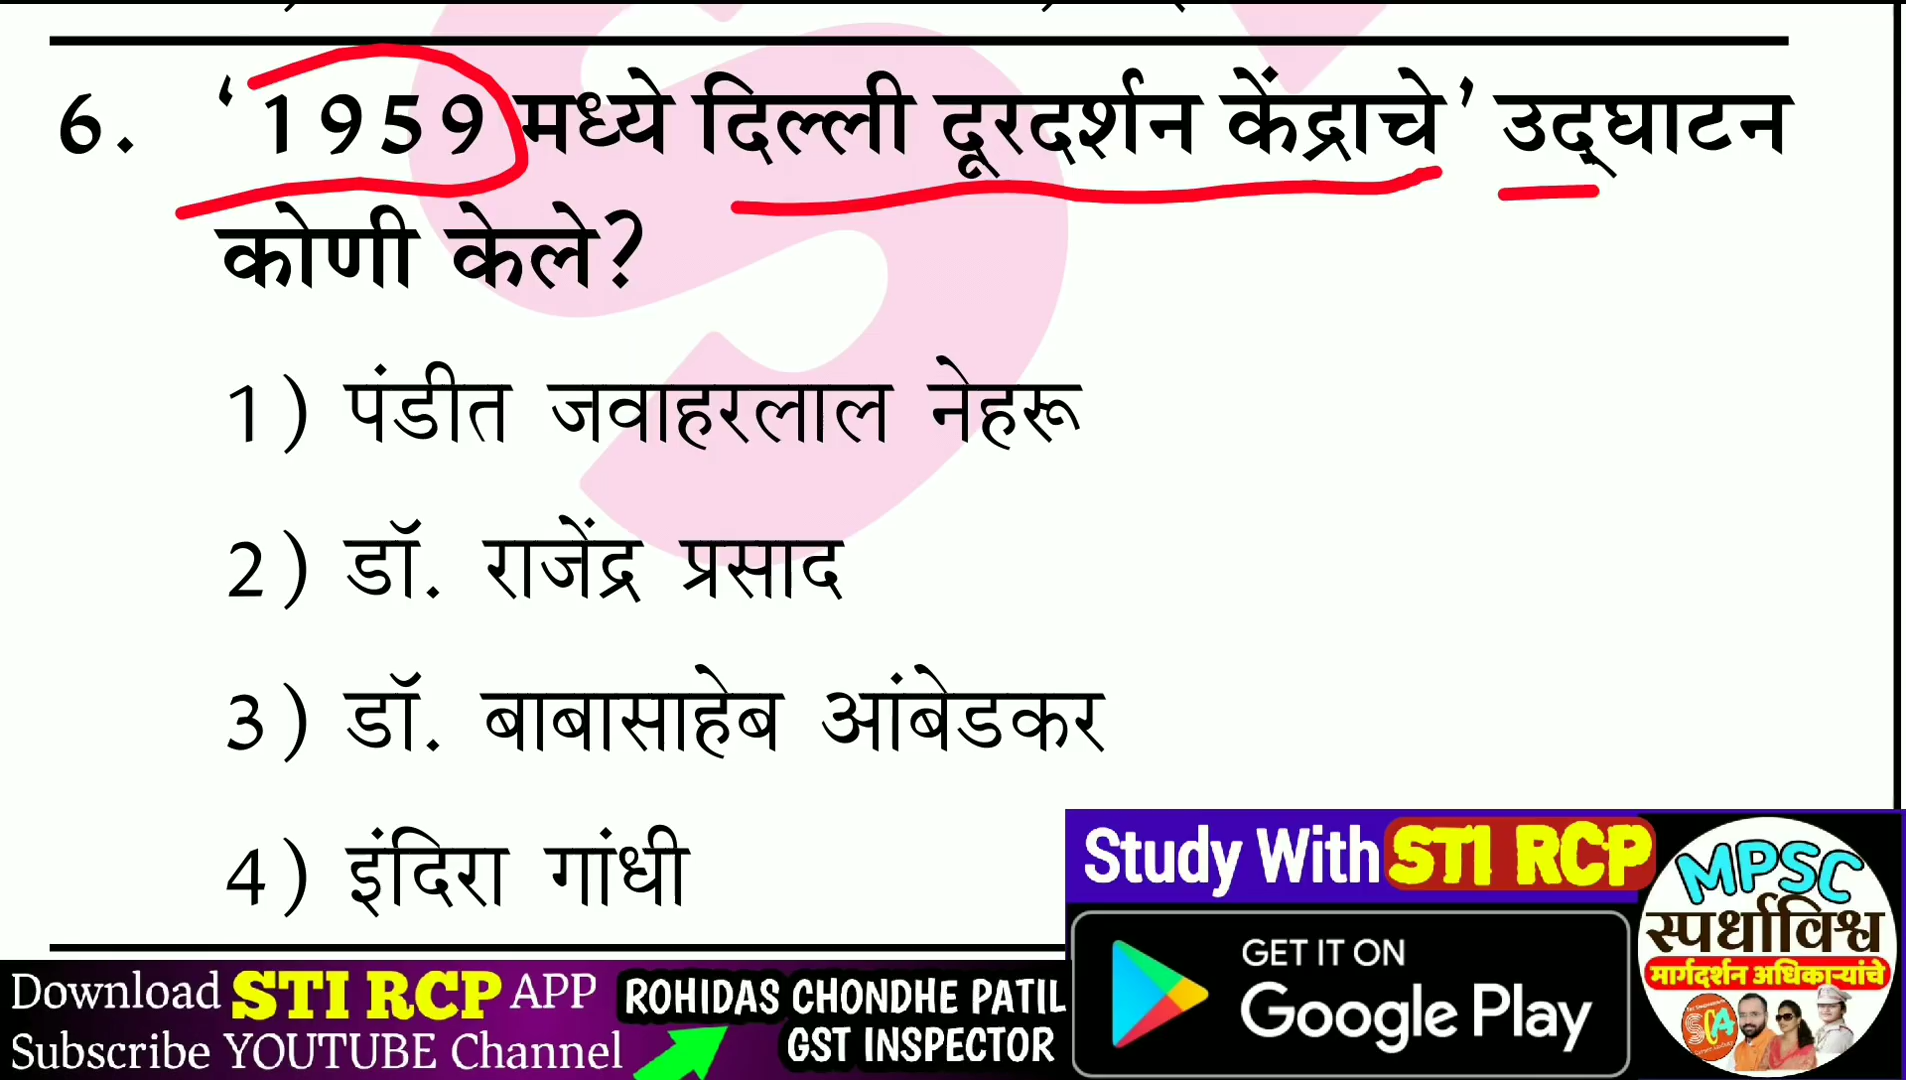 6. ‘1959 मध्ये दिल्ली दूरदर्शन केंद्राचे’ उद्‌घाटन
कोणी केले?
1) पंडीत जवाहरलाल नेहरू
2) डॉ. राजेंद्र प्रसाद
3) डॉ. बाबासाहेब आंबेडकर
4) इंदिरा गांधी
Study With STI RCP
GET IT ON
Google Play
MPSC
स्पर्धाविश्व
मार्गदर्शन अधिकाऱ्यांचे
Download STI RCP APP
Subscribe YOUTUBE Channel
ROHIDAS CHONDHE PATIL
GST INSPECTOR